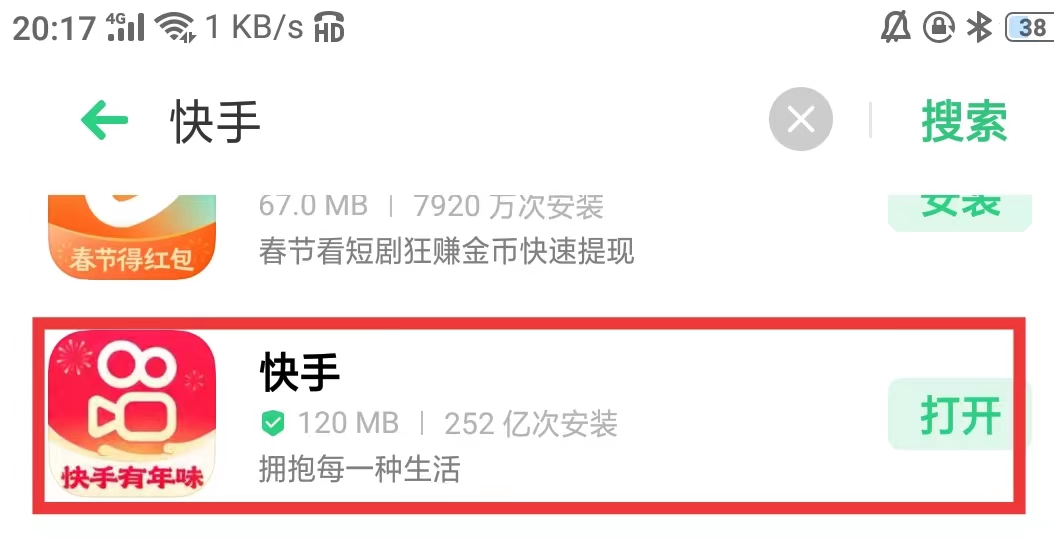 20:17 4G 1 KB/s HD 38
快手 搜索
67.0 MB | 7920 万次安装 安装
春节得红包 春节看短剧狂赚金币快速提现
快手
120 MB | 252 亿次安装 打开
快手有年味 拥抱每一种生活